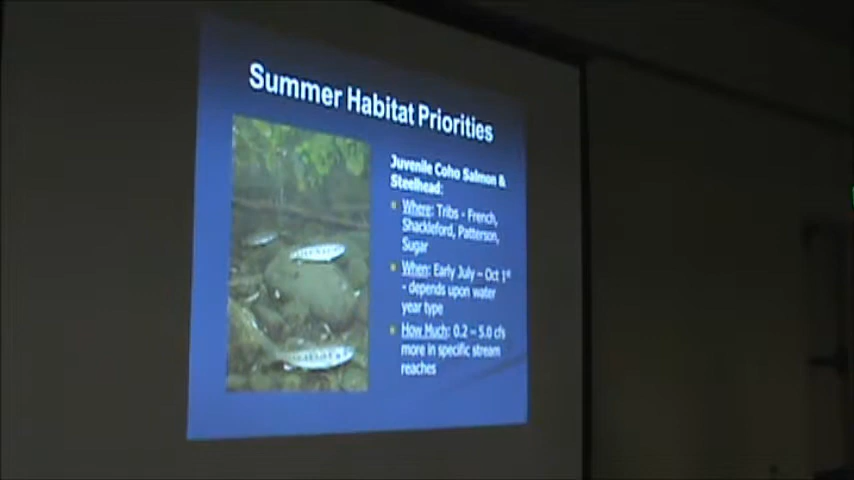 Summer Habitat Priorities
Juvenile Coho Salmon &
Steelhead:
Where: Tribs - French,
Shackleford, Patterson,
Sugar
When: Early July – Oct 1st
- depends upon water
year type
How Much: 0.2 – 5.0 cfs
more in specific stream
reaches